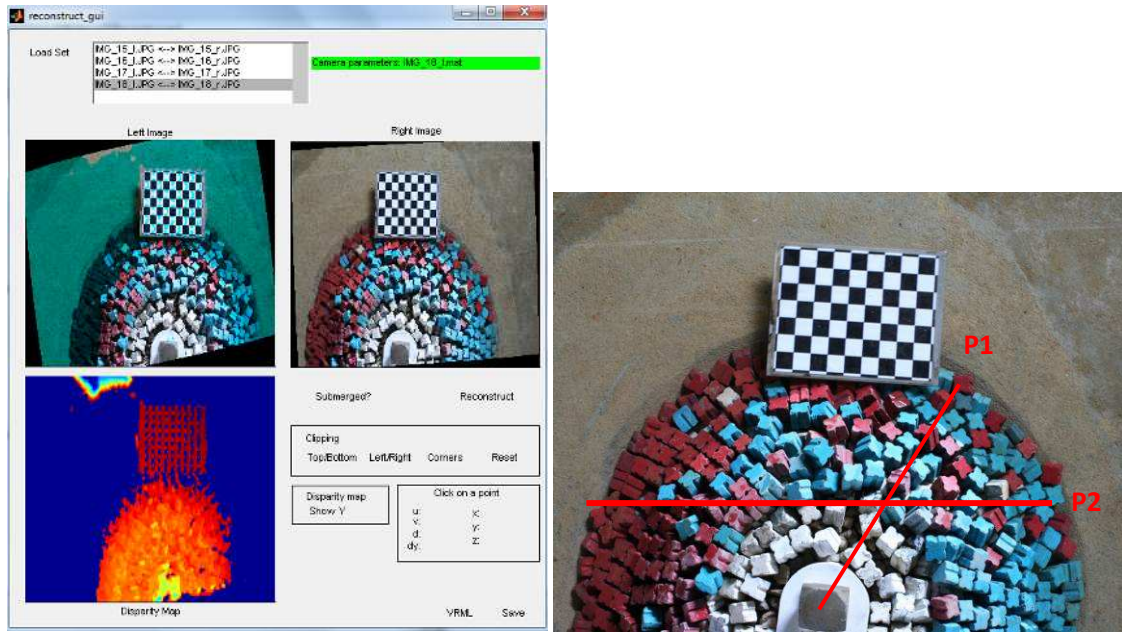 reconstruct_gui
Load Set
IMG_15_l.JPG <--> IMG_15_r.JPG
IMG_16_l.JPG <--> IMG_16_r.JPG
IMG_17_l.JPG <--> IMG_17_r.JPG
IMG_18_l.JPG <--> IMG_18_r.JPG
Camera parameters: IMG_18_l.mat
Left Image
Right Image
Submerged?
Reconstruct
Clipping
Top/Bottom Left/Right Corners Reset
Disparity map
Show Y
Click on a point
u: x:
v: y:
d: z:
dy:
Disparity Map
VRML Save
P1
P2